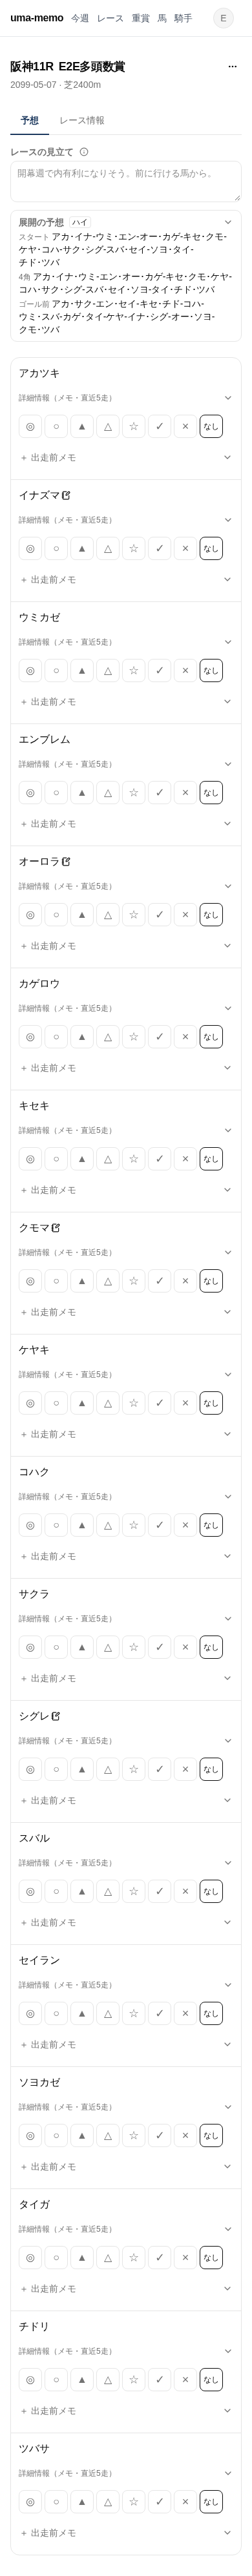 uma-memo 今週 レース 重賞 馬 騎手 E
阪神11R E2E多頭数賞
2099-05-07 · 芝2400m
予想 レース情報
レースの見立て
開幕週で内有利になりそう。前に行ける馬から。
展開の予想 ハイ
スタート アカ･イナ-ウミ･エン-オー･カゲ-キセ･クモ-
ケヤ･コハ-サク･シグ-スバ･セイ-ソヨ･タイ-
チド･ツバ
4角 アカ･イナ-ウミ-エン･オー･カゲ-キセ･クモ･ケヤ-
コハ･サク･シグ-スバ･セイ･ソヨ-タイ･チド･ツバ
ゴール前 アカ･サク-エン･セイ-キセ･チド-コハ-
ウミ･スバ-カゲ･タイ-ケヤ-イナ･シグ-オー･ソヨ-
クモ･ツバ
アカツキ
詳細情報（メモ・直近5走）
◎ ○ ▲ △ ☆ ✓ × なし
＋ 出走前メモ
イナズマ
詳細情報（メモ・直近5走）
◎ ○ ▲ △ ☆ ✓ × なし
＋ 出走前メモ
ウミカゼ
詳細情報（メモ・直近5走）
◎ ○ ▲ △ ☆ ✓ × なし
＋ 出走前メモ
エンブレム
詳細情報（メモ・直近5走）
◎ ○ ▲ △ ☆ ✓ × なし
＋ 出走前メモ
オーロラ
詳細情報（メモ・直近5走）
◎ ○ ▲ △ ☆ ✓ × なし
＋ 出走前メモ
カゲロウ
詳細情報（メモ・直近5走）
◎ ○ ▲ △ ☆ ✓ × なし
＋ 出走前メモ
キセキ
詳細情報（メモ・直近5走）
◎ ○ ▲ △ ☆ ✓ × なし
＋ 出走前メモ
クモマ
詳細情報（メモ・直近5走）
◎ ○ ▲ △ ☆ ✓ × なし
＋ 出走前メモ
ケヤキ
詳細情報（メモ・直近5走）
◎ ○ ▲ △ ☆ ✓ × なし
＋ 出走前メモ
コハク
詳細情報（メモ・直近5走）
◎ ○ ▲ △ ☆ ✓ × なし
＋ 出走前メモ
サクラ
詳細情報（メモ・直近5走）
◎ ○ ▲ △ ☆ ✓ × なし
＋ 出走前メモ
シグレ
詳細情報（メモ・直近5走）
◎ ○ ▲ △ ☆ ✓ × なし
＋ 出走前メモ
スバル
詳細情報（メモ・直近5走）
◎ ○ ▲ △ ☆ ✓ × なし
＋ 出走前メモ
セイラン
詳細情報（メモ・直近5走）
◎ ○ ▲ △ ☆ ✓ × なし
＋ 出走前メモ
ソヨカゼ
詳細情報（メモ・直近5走）
◎ ○ ▲ △ ☆ ✓ × なし
＋ 出走前メモ
タイガ
詳細情報（メモ・直近5走）
◎ ○ ▲ △ ☆ ✓ × なし
＋ 出走前メモ
チドリ
詳細情報（メモ・直近5走）
◎ ○ ▲ △ ☆ ✓ × なし
＋ 出走前メモ
ツバサ
詳細情報（メモ・直近5走）
◎ ○ ▲ △ ☆ ✓ × なし
＋ 出走前メモ